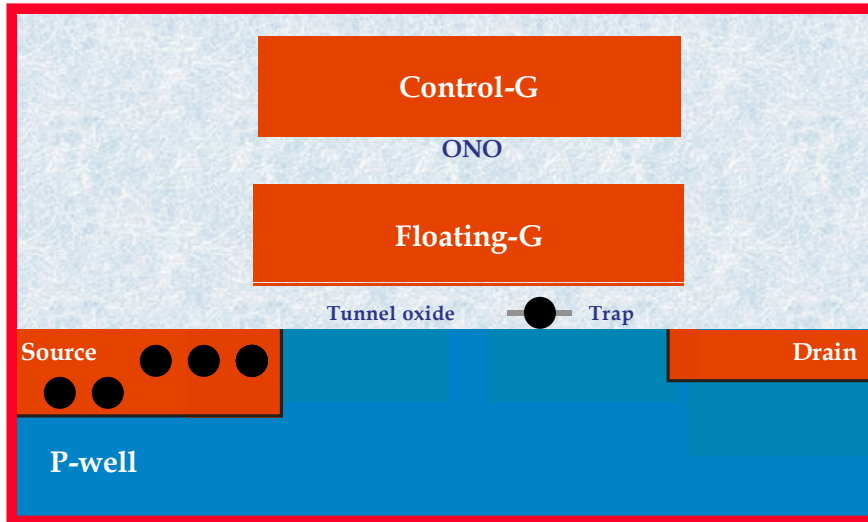 Control-G
ONO
Floating-G
Tunnel oxide
Trap
Source
Drain
P-well